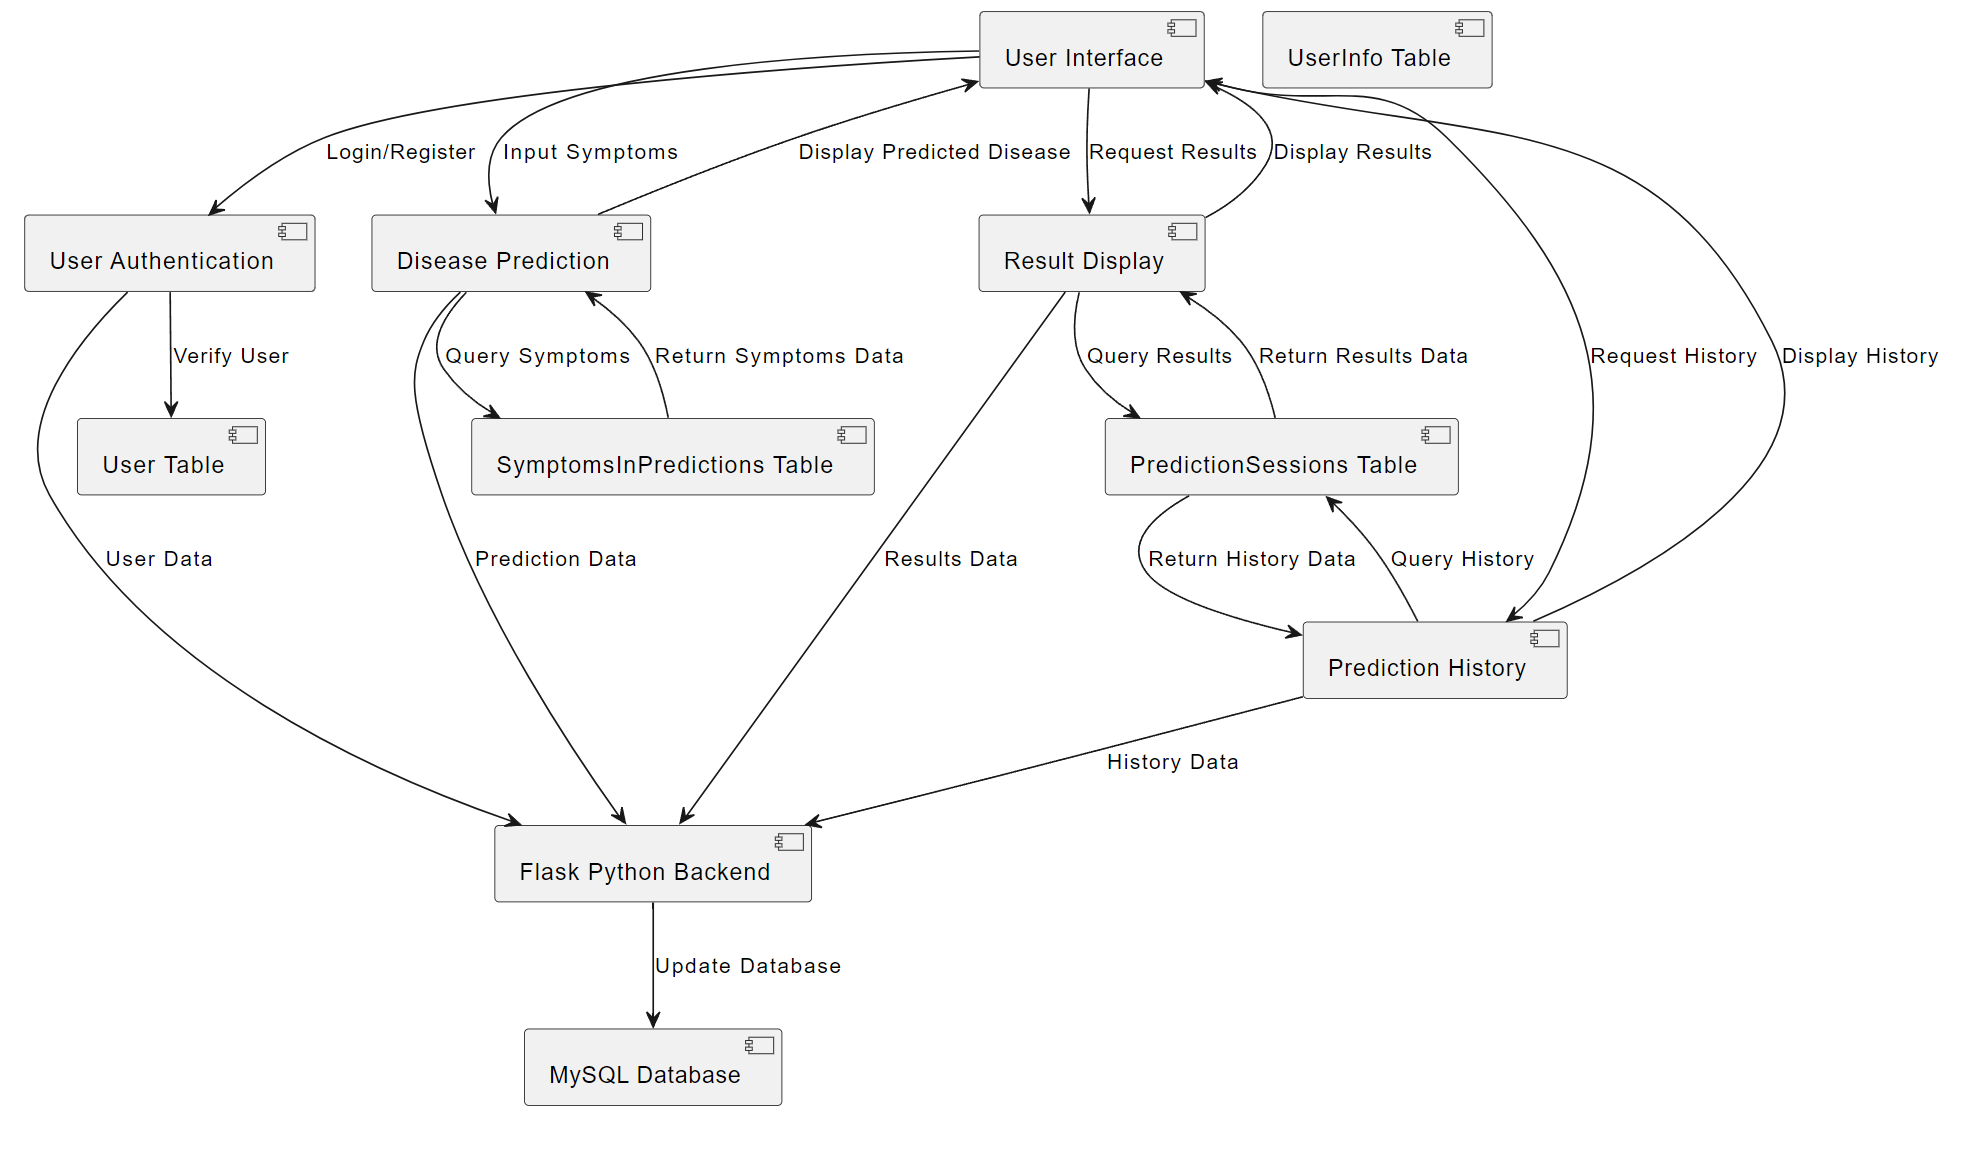 User Interface
UserInfo Table
Login/Register
Input Symptoms
Display Predicted Disease
Request Results
Display Results
User Authentication
Disease Prediction
Result Display
Verify User
Query Symptoms
Return Symptoms Data
Query Results
Return Results Data
Request History
Display History
User Table
SymptomsInPredictions Table
PredictionSessions Table
User Data
Prediction Data
Results Data
Return History Data
Query History
Prediction History
History Data
Flask Python Backend
Update Database
MySQL Database